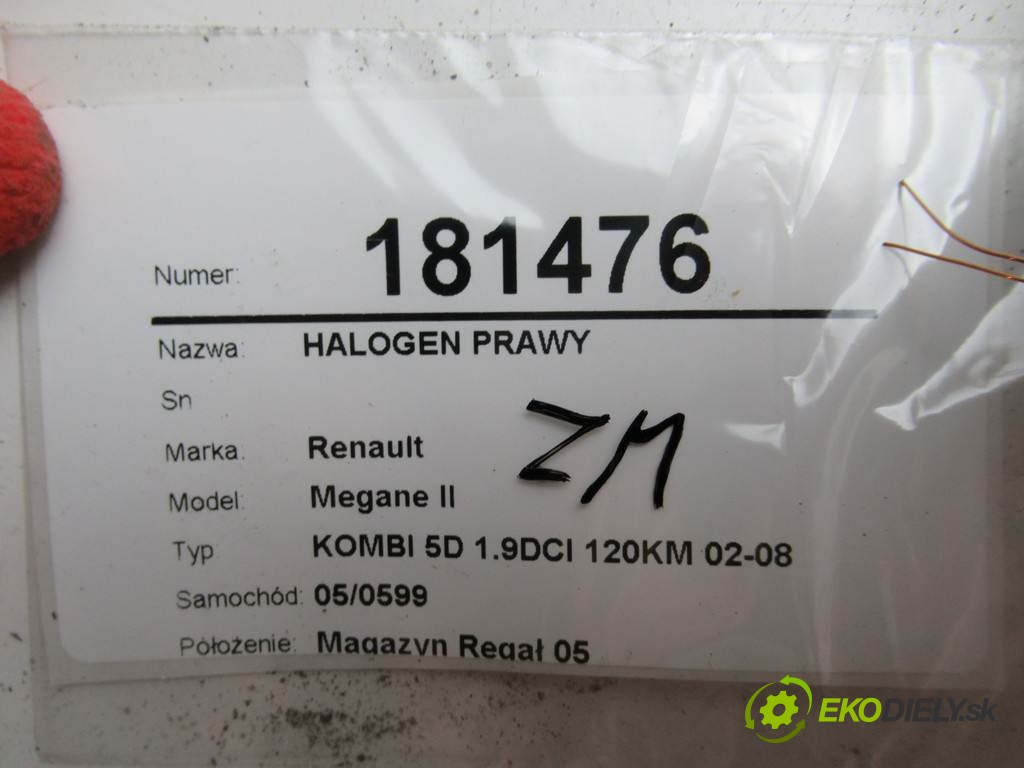 Numer: 181476
Nazwa: HALOGEN PRAWY
Sn
ZM
Marka: Renault
Model: Megane II
Typ KOMBI 5D 1.9DCI 120KM 02-08
Samochód: 05/0599
Położenie: Magazyn Regał 05
EKODIELY.sk